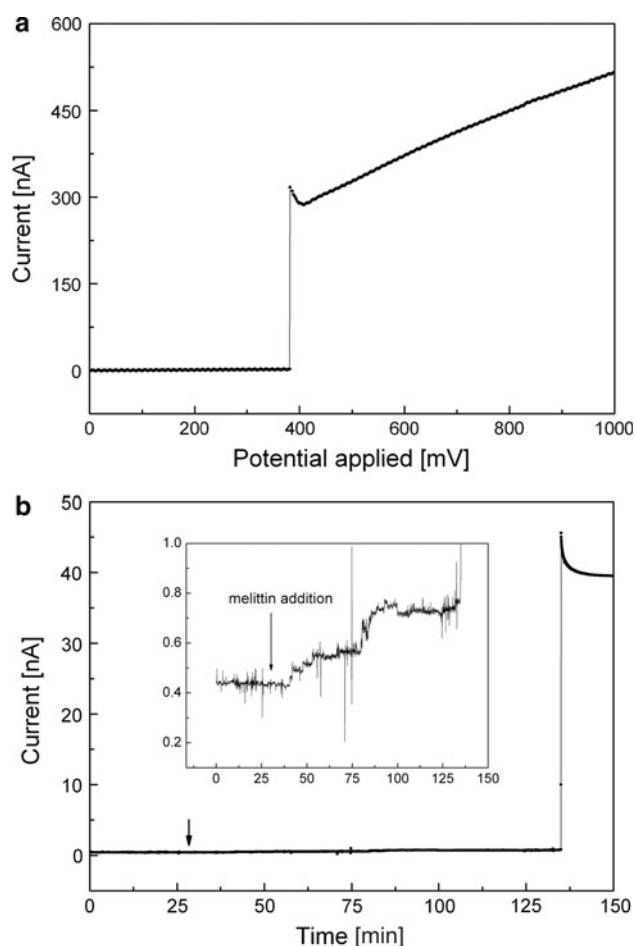 a
600
450
300
150
0
Current [nA]
0 200 400 600 800 1000
Potential applied [mV]
b
50
40
30
20
10
0
Current [nA]
1.0
0.8
0.6
0.4
0.2
melittin addition
0 25 50 75 100 125 150
0 25 50 75 100 125 150
Time [min]